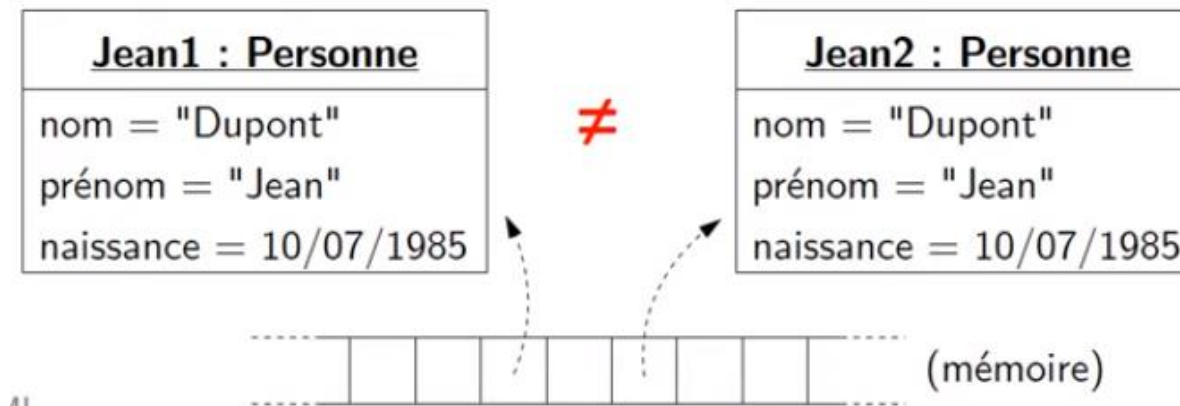 Jean1 : Personne
nom = "Dupont"
prénom = "Jean"
naissance = 10/07/1985
≠
Jean2 : Personne
nom = "Dupont"
prénom = "Jean"
naissance = 10/07/1985
(mémoire)